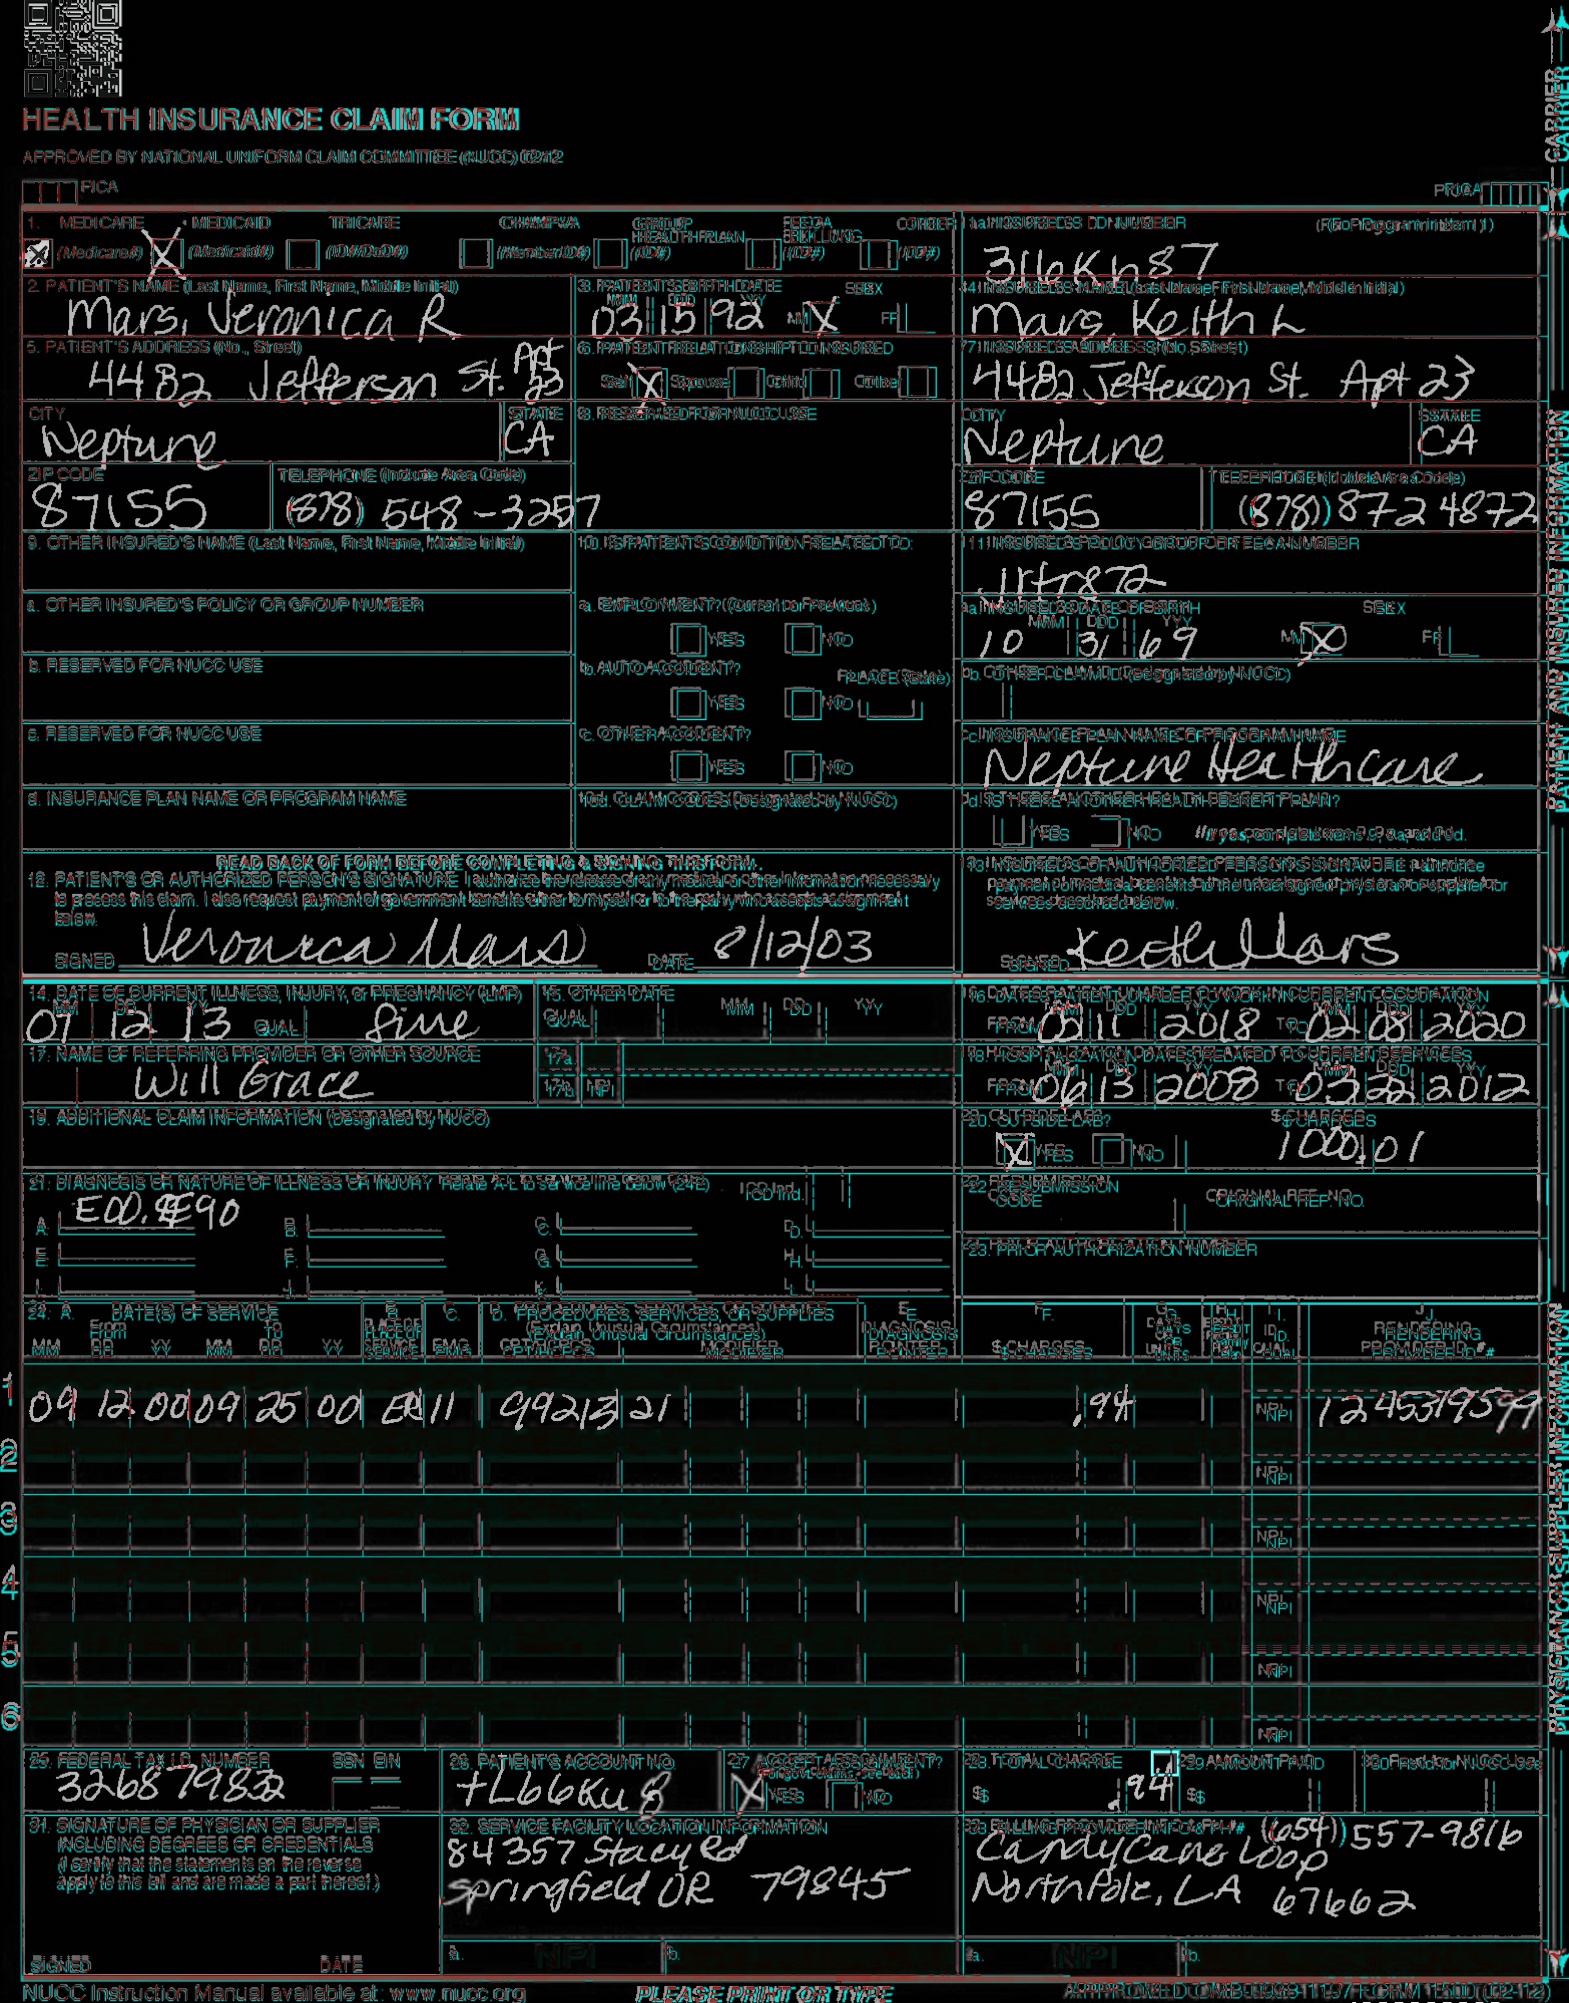 HEALTH INSURANCE CLAIM FORM
APPROVED BY NATIONAL UNIFORM CLAIM COMMITTEE (NUCC) 02/12
PICA
PICA
CARRIER
1. MEDICARE MEDICAID TRICARE CHAMPVA GROUP HEALTH PLAN FECA BLK LUNG OTHER
(Medicare#) (Medicaid#) (ID#/DoD#) (Member ID#) (ID#) (ID#) (ID#)
1a. INSURED'S I.D. NUMBER (For Program in Item 1)
316Kh87
2. PATIENT'S NAME (Last Name, First Name, Middle Initial)
Mars, Veronica R
3. PATIENT'S BIRTH DATE SEX
MM DD YY
03 15 92 M X F
4. INSURED'S NAME (Last Name, First Name, Middle Initial)
Mars, Keith L
5. PATIENT'S ADDRESS (No., Street)
4482 Jefferson St. Apt 23
6. PATIENT RELATIONSHIP TO INSURED
Self X Spouse Child Other
7. INSURED'S ADDRESS (No., Street)
4482 Jefferson St. Apt 23
CITY STATE
Neptune CA
8. RESERVED FOR NUCC USE
CITY STATE
Neptune CA
ZIP CODE TELEPHONE (Include Area Code)
87155 (878) 548-3257
ZIP CODE TELEPHONE (Include Area Code)
87155 (878) 872 4872
9. OTHER INSURED'S NAME (Last Name, First Name, Middle Initial)
10. IS PATIENT'S CONDITION RELATED TO:
11. INSURED'S POLICY GROUP OR FECA NUMBER
a. OTHER INSURED'S POLICY OR GROUP NUMBER
a. EMPLOYMENT? (Current or Previous)
YES NO
a. INSURED'S DATE OF BIRTH SEX
MM DD YY
10 31 69 M X F
b. RESERVED FOR NUCC USE
b. AUTO ACCIDENT? PLACE (State)
YES NO
b. OTHER CLAIM ID (Designated by NUCC)
c. RESERVED FOR NUCC USE
c. OTHER ACCIDENT?
YES NO
c. INSURANCE PLAN NAME OR PROGRAM NAME
Neptune Healthcare
d. INSURANCE PLAN NAME OR PROGRAM NAME
10d. CLAIM CODES (Designated by NUCC)
d. IS THERE ANOTHER HEALTH BENEFIT PLAN?
YES NO If yes, complete items 9, 9a, and 9d.
READ BACK OF FORM BEFORE COMPLETING & SIGNING THIS FORM.
12. PATIENT'S OR AUTHORIZED PERSON'S SIGNATURE I authorize the release of any medical or other information necessary
to process this claim. I also request payment of government benefits either to myself or to the party who accepts assignment
below.
SIGNED Veronica Mars DATE 8/12/03
13. INSURED'S OR AUTHORIZED PERSON'S SIGNATURE I authorize
payment of medical benefits to the undersigned physician or supplier for
services described below.
SIGNED Keith Mars
PATIENT AND INSURED INFORMATION
14. DATE OF CURRENT ILLNESS, INJURY, or PREGNANCY (LMP)
MM DD YY
07 12 13 QUAL
15. OTHER DATE
QUAL MM DD YY
16. DATES PATIENT UNABLE TO WORK IN CURRENT OCCUPATION
MM DD YY MM DD YY
FROM 02 11 2018 TO 02 08 2020
17. NAME OF REFERRING PROVIDER OR OTHER SOURCE
Will Grace
17a.
17b. NPI
18. HOSPITALIZATION DATES RELATED TO CURRENT SERVICES
MM DD YY MM DD YY
FROM 06 13 2008 TO 03 22 2012
19. ADDITIONAL CLAIM INFORMATION (Designated by NUCC)
20. OUTSIDE LAB? $ CHARGES
X YES NO 1000.01
21. DIAGNOSIS OR NATURE OF ILLNESS OR INJURY Relate A-L to service line below (24E) ICD Ind.
A. B. C. D.
E. F. G. H.
I. J. K. L.
22. RESUBMISSION CODE ORIGINAL REF. NO.
23. PRIOR AUTHORIZATION NUMBER
24. A. DATE(S) OF SERVICE B. C. D. PROCEDURES, SERVICES, OR SUPPLIES E. F. G. H. I. J.
From To PLACE OF SERVICE (Explain Unusual Circumstances) DIAGNOSIS POINTER DAYS OR UNITS ID. QUAL. RENDERING PROVIDER ID. #
MM DD YY MM DD YY EMG CPT/HCPCS MODIFIER $ CHARGES
1 09 12 00 09 25 00 ER 11 99213 21 .94 NPI 1245319599
2 NPI
3 NPI
4 NPI
5 NPI
6 NPI
PHYSICIAN OR SUPPLIER INFORMATION
25. FEDERAL TAX I.D. NUMBER SSN EIN
326879832
26. PATIENT'S ACCOUNT NO.
+L66Ku8
27. ACCEPT ASSIGNMENT?
(For govt. claims, see back)
X YES NO
28. TOTAL CHARGE
$ .94
29. AMOUNT PAID
$
30. Rsvd for NUCC Use
31. SIGNATURE OF PHYSICIAN OR SUPPLIER
INCLUDING DEGREES OR CREDENTIALS
(I certify that the statements on the reverse
apply to this bill and are made a part thereof.)
SIGNED DATE
32. SERVICE FACILITY LOCATION INFORMATION
84357 Stacy Rd
Springfield OR 79845
a. NPI b.
33. BILLING PROVIDER INFO & PH # (654) 557-9816
CandyCane Loop
NorthPole, LA 67662
a. NPI b.
NUCC Instruction Manual available at: www.nucc.org
PLEASE PRINT OR TYPE
APPROVED OMB-0938-1197 FORM 1500 (02-12)